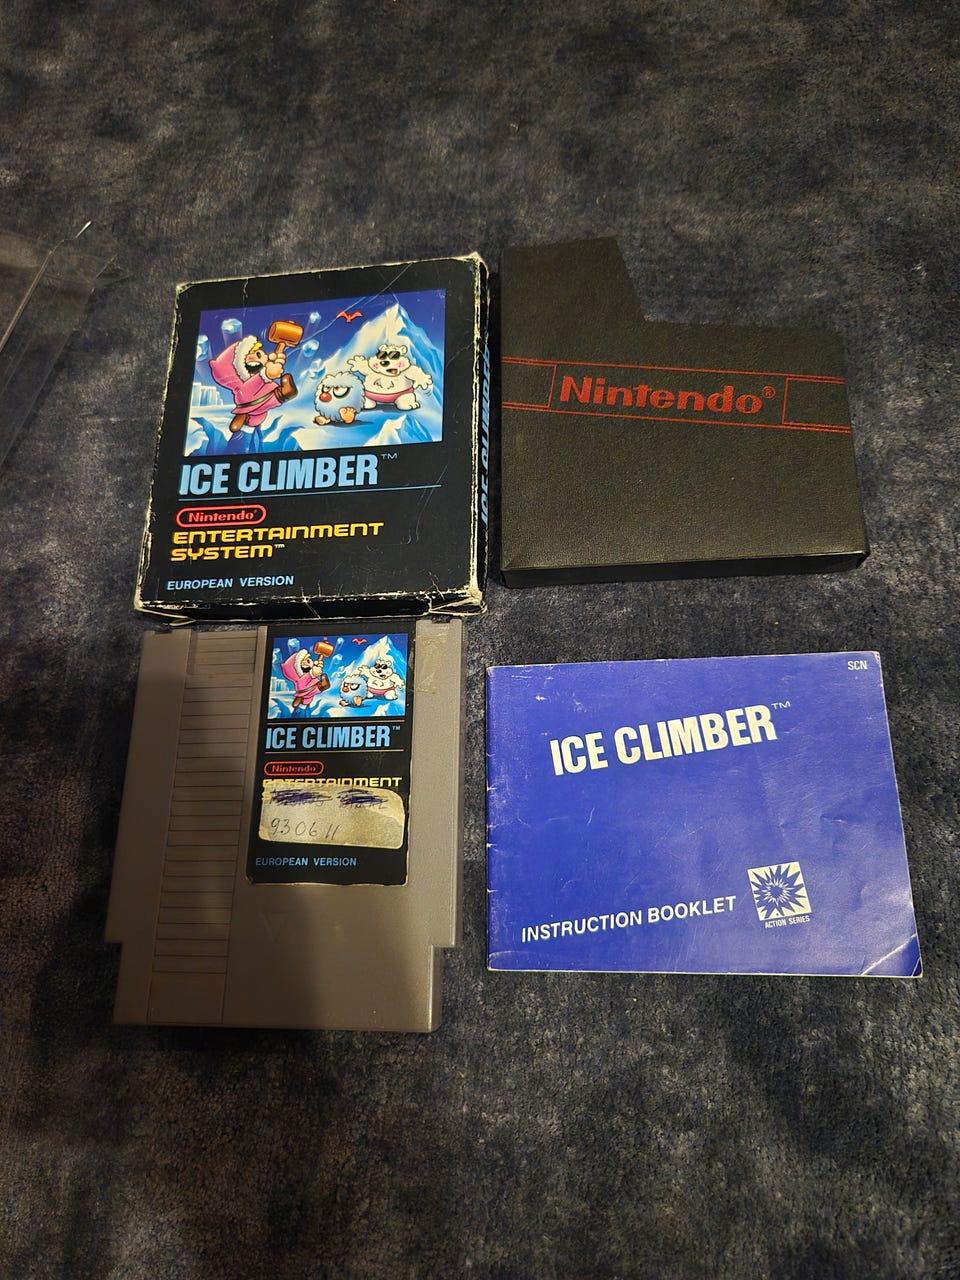 ICE CLIMBER™
Nintendo®
ENTERTAINMENT
SYSTEM™
EUROPEAN VERSION
ICE CLIMBER
Nintendo®
ICE CLIMBER™
Nintendo®
ENTERTAINMENT
930611
EUROPEAN VERSION
SCN
ICE CLIMBER™
INSTRUCTION BOOKLET
ACTION SERIES